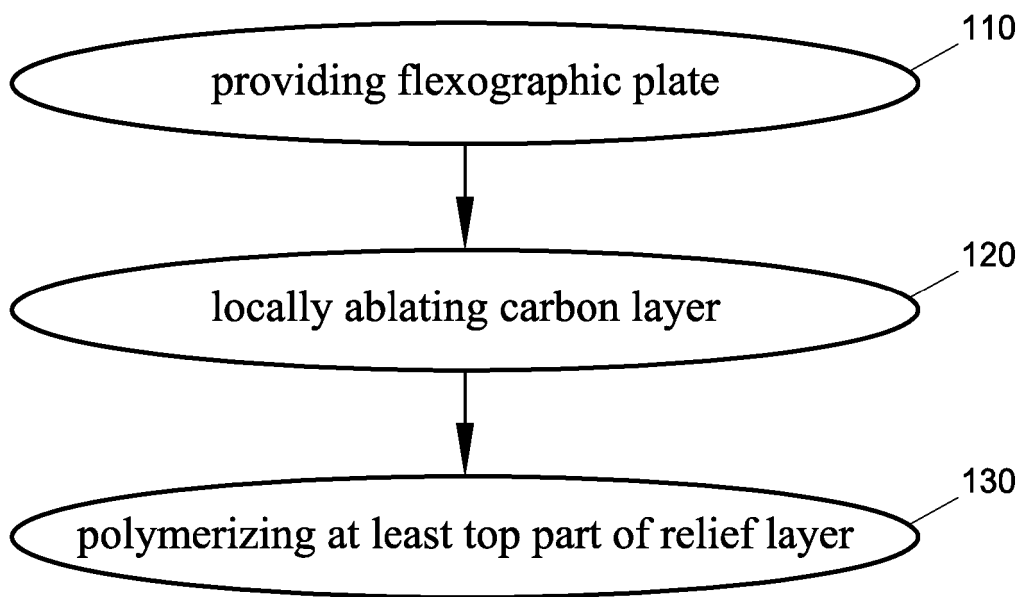 110
providing flexographic plate
120
locally ablating carbon layer
130
polymerizing at least top part of relief layer